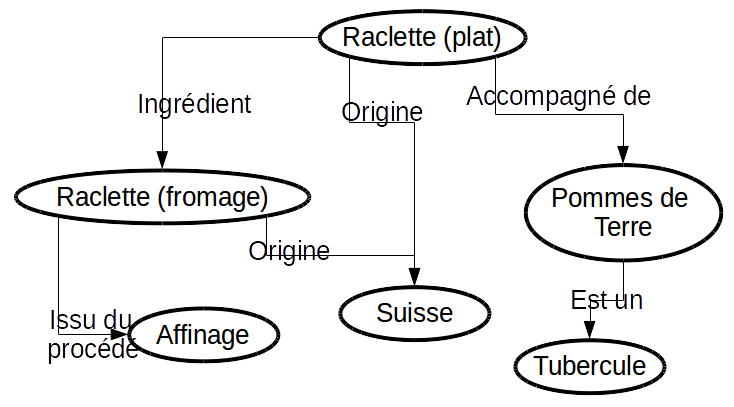 Raclette (plat)
Ingrédient
Origine
Accompagné de
Raclette (fromage)
Pommes de
Terre
Origine
Issu du
procédé
Affinage
Suisse
Est un
Tubercule